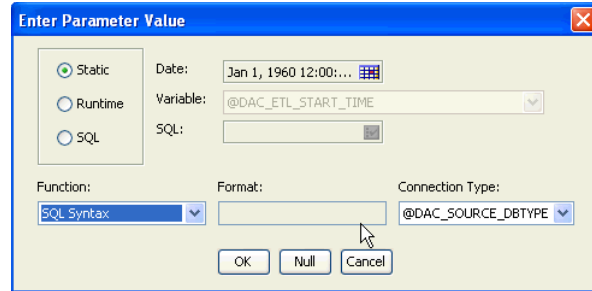 Enter Parameter Value
Static
Date:
Jan 1, 1960 12:00:...
Runtime
Variable:
@DAC_ETL_START_TIME
SQL
SQL:
Function:
Format:
Connection Type:
SQL Syntax
@DAC_SOURCE_DBTYPE
OK
Null
Cancel